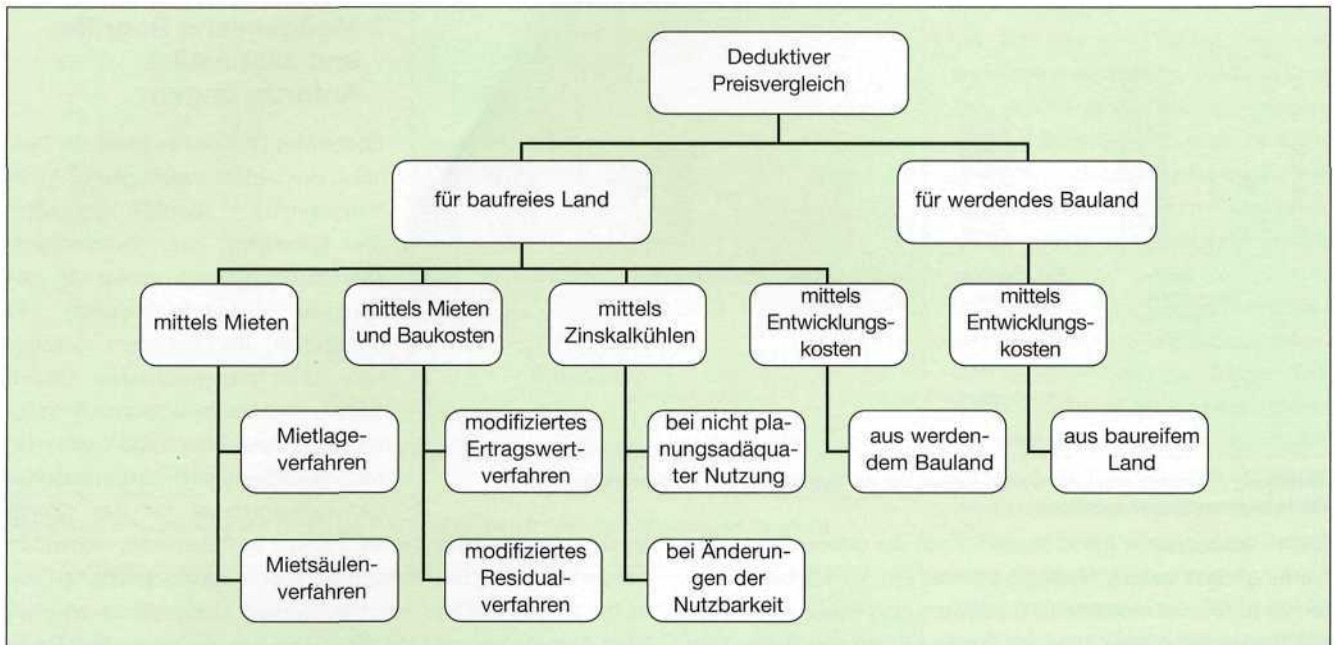 Deduktiver
Preisvergleich
für baufreies Land
für werdendes Bauland
mittels Mieten
mittels Mieten
und Baukosten
mittels
Zinskalkühlen
mittels
Entwicklungs-
kosten
mittels
Entwicklungs-
kosten
Mietlage-
verfahren
modifiziertes
Ertragswert-
verfahren
bei nicht pla-
nungsadäqua-
ter Nutzung
aus werden-
dem Bauland
aus baureifem
Land
Mietsäulen-
verfahren
modifiziertes
Residual-
verfahren
bei Änderun-
gen der
Nutzbarkeit